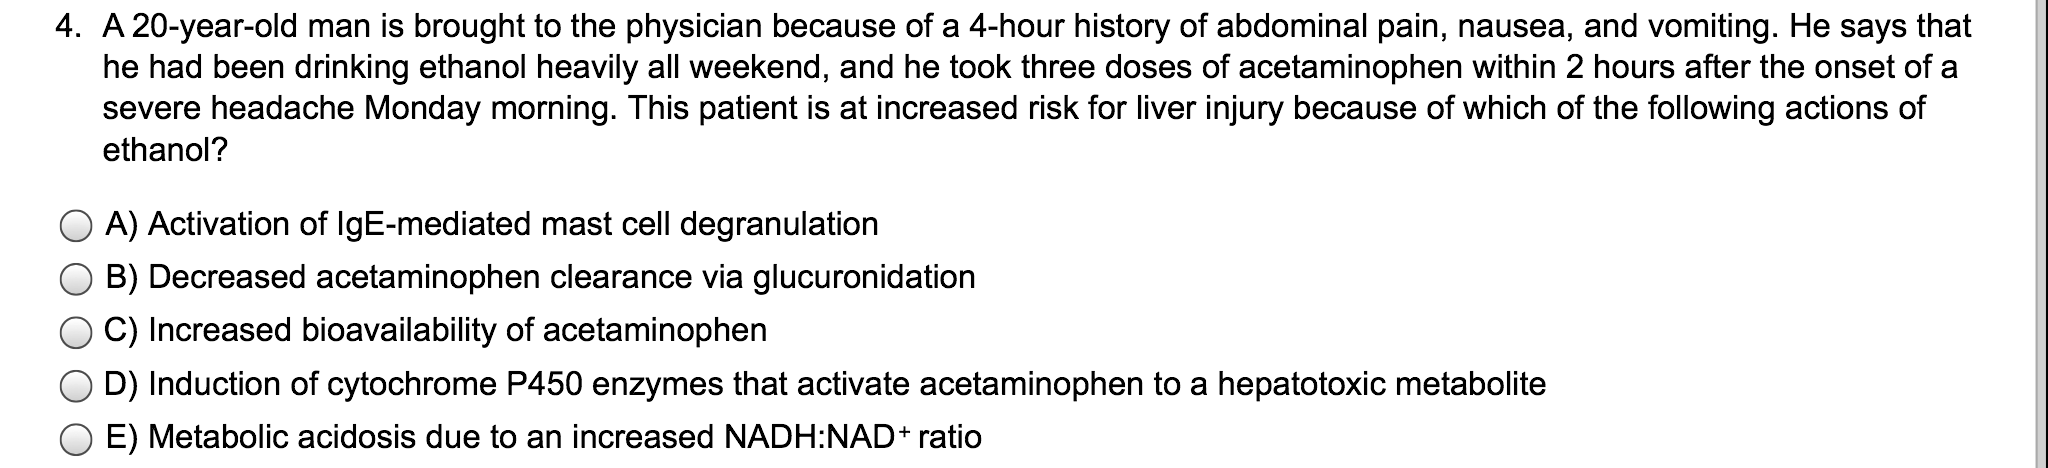 4. A 20-year-old man is brought to the physician because of a 4-hour history of abdominal pain, nausea, and vomiting. He says that
he had been drinking ethanol heavily all weekend, and he took three doses of acetaminophen within 2 hours after the onset of a
severe headache Monday morning. This patient is at increased risk for liver injury because of which of the following actions of
ethanol?
A) Activation of IgE-mediated mast cell degranulation
B) Decreased acetaminophen clearance via glucuronidation
C) Increased bioavailability of acetaminophen
D) Induction of cytochrome P450 enzymes that activate acetaminophen to a hepatotoxic metabolite
E) Metabolic acidosis due to an increased NADH:NAD⁺ ratio